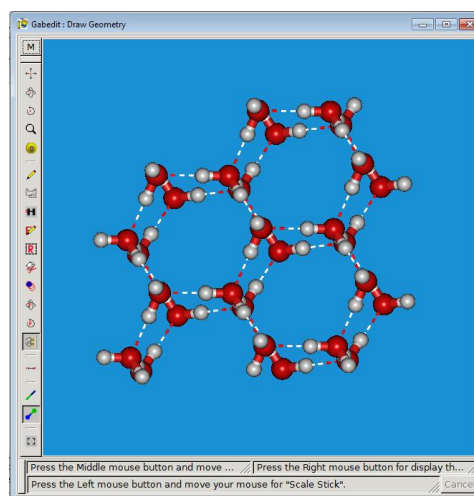 Gabedit : Draw Geometry
M
Press the Middle mouse button and move ...
Press the Right mouse button for display th...
Press the Left mouse button and move your mouse for "Scale Stick".
Cance